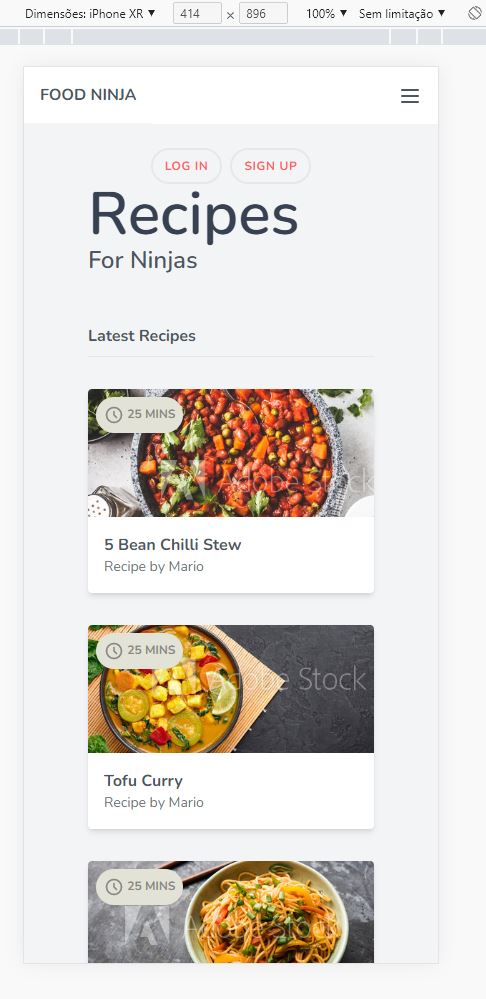 Dimensões: iPhone XR ▼ 414 × 896 100% ▼ Sem limitação ▼
FOOD NINJA
LOG IN SIGN UP
Recipes
For Ninjas
Latest Recipes
25 MINS
Adobe Stock
5 Bean Chilli Stew
Recipe by Mario
25 MINS
Adobe Stock
Tofu Curry
Recipe by Mario
25 MINS
Adobe Stock